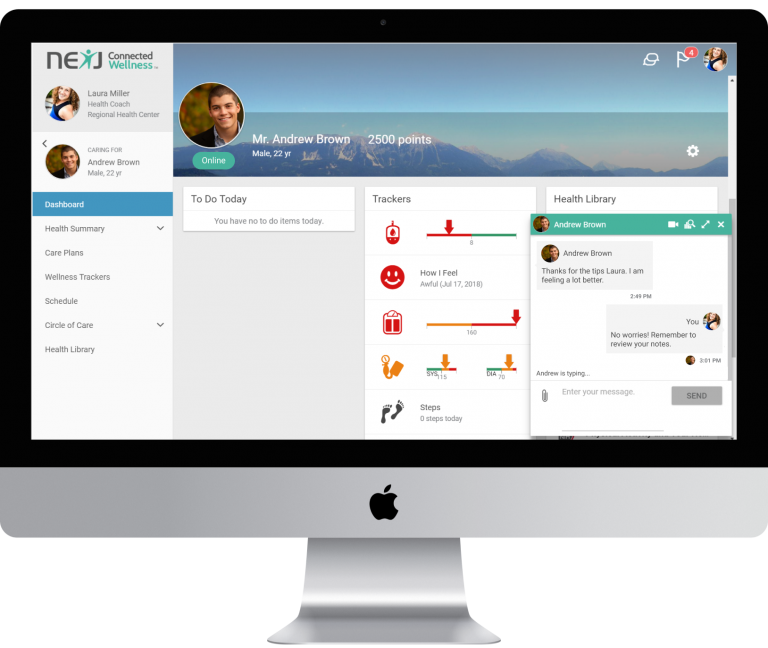 NEXJ Connected
Wellness™
Laura Miller
Health Coach
Regional Health Center
CARING FOR
Andrew Brown
Male, 22 yr
Dashboard
Health Summary
Care Plans
Wellness Trackers
Schedule
Circle of Care
Health Library
4
Mr. Andrew Brown 2500 points
Male, 22 yr
Online
To Do Today
You have no to do items today.
Trackers
8
How I Feel
Awful (Jul 17, 2018)
160
SYS 115
DIA 70
Steps
0 steps today
Health Library
Andrew Brown
Andrew Brown
Thanks for the tips Laura. I am
feeling a lot better.
2:49 PM
You
No worries! Remember to
review your notes.
3:01 PM
Andrew is typing...
Enter your message.
SEND